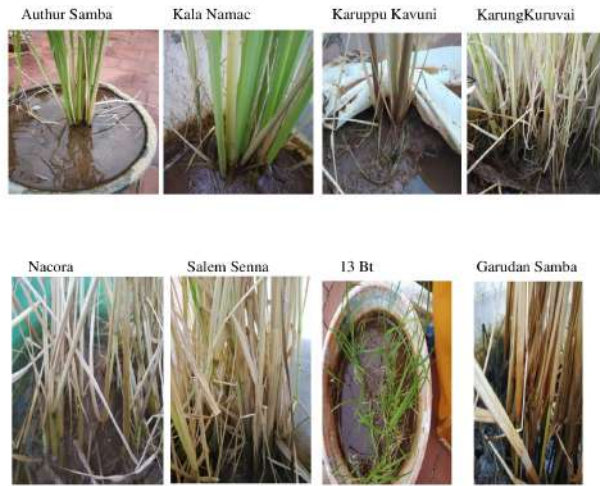 Authur Samba
Kala Namac
Karuppu Kavuni
KarungKuruvai
Nacora
Salem Senna
13 Bt
Garudan Samba